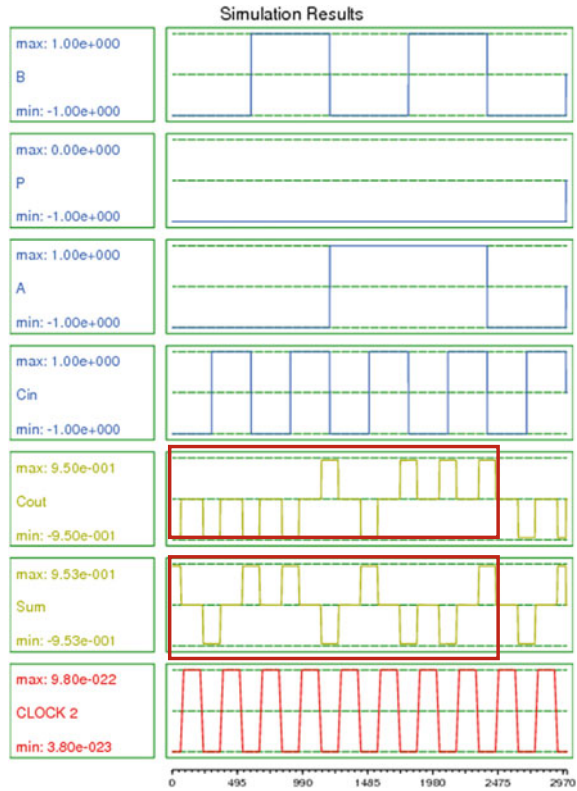 Simulation Results
max: 1.00e+000
B
min: -1.00e+000
max: 0.00e+000
P
min: -1.00e+000
max: 1.00e+000
A
min: -1.00e+000
max: 1.00e+000
Cin
min: -1.00e+000
max: 9.50e-001
Cout
min: -9.50e-001
max: 9.53e-001
Sum
min: -9.53e-001
max: 9.80e-022
CLOCK 2
min: 3.80e-023
0 495 990 1485 1980 2475 2970